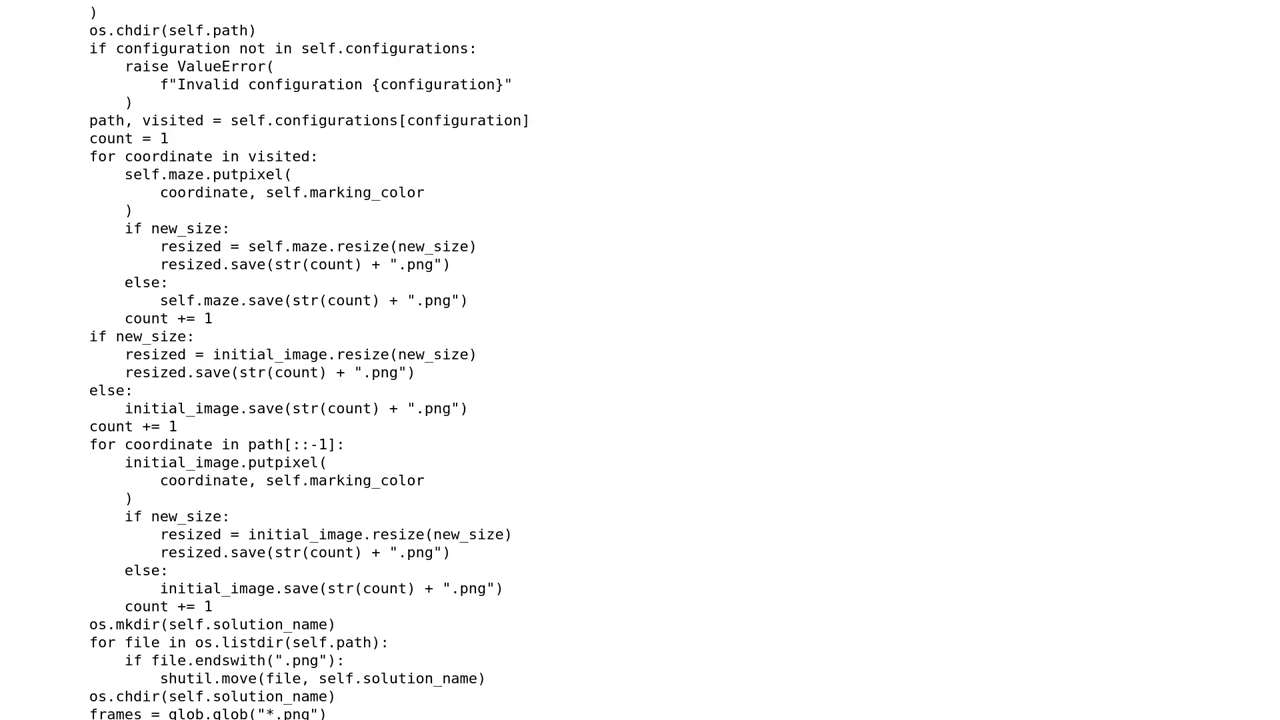 )
os.chdir(self.path)
if configuration not in self.configurations:
    raise ValueError(
        f"Invalid configuration {configuration}"
    )
path, visited = self.configurations[configuration]
count = 1
for coordinate in visited:
    self.maze.putpixel(
        coordinate, self.marking_color
    )
    if new_size:
        resized = self.maze.resize(new_size)
        resized.save(str(count) + ".png")
    else:
        self.maze.save(str(count) + ".png")
    count += 1
if new_size:
    resized = initial_image.resize(new_size)
    resized.save(str(count) + ".png")
else:
    initial_image.save(str(count) + ".png")
count += 1
for coordinate in path[::-1]:
    initial_image.putpixel(
        coordinate, self.marking_color
    )
    if new_size:
        resized = initial_image.resize(new_size)
        resized.save(str(count) + ".png")
    else:
        initial_image.save(str(count) + ".png")
    count += 1
os.mkdir(self.solution_name)
for file in os.listdir(self.path):
    if file.endswith(".png"):
        shutil.move(file, self.solution_name)
os.chdir(self.solution_name)
frames = glob.glob("*.png")